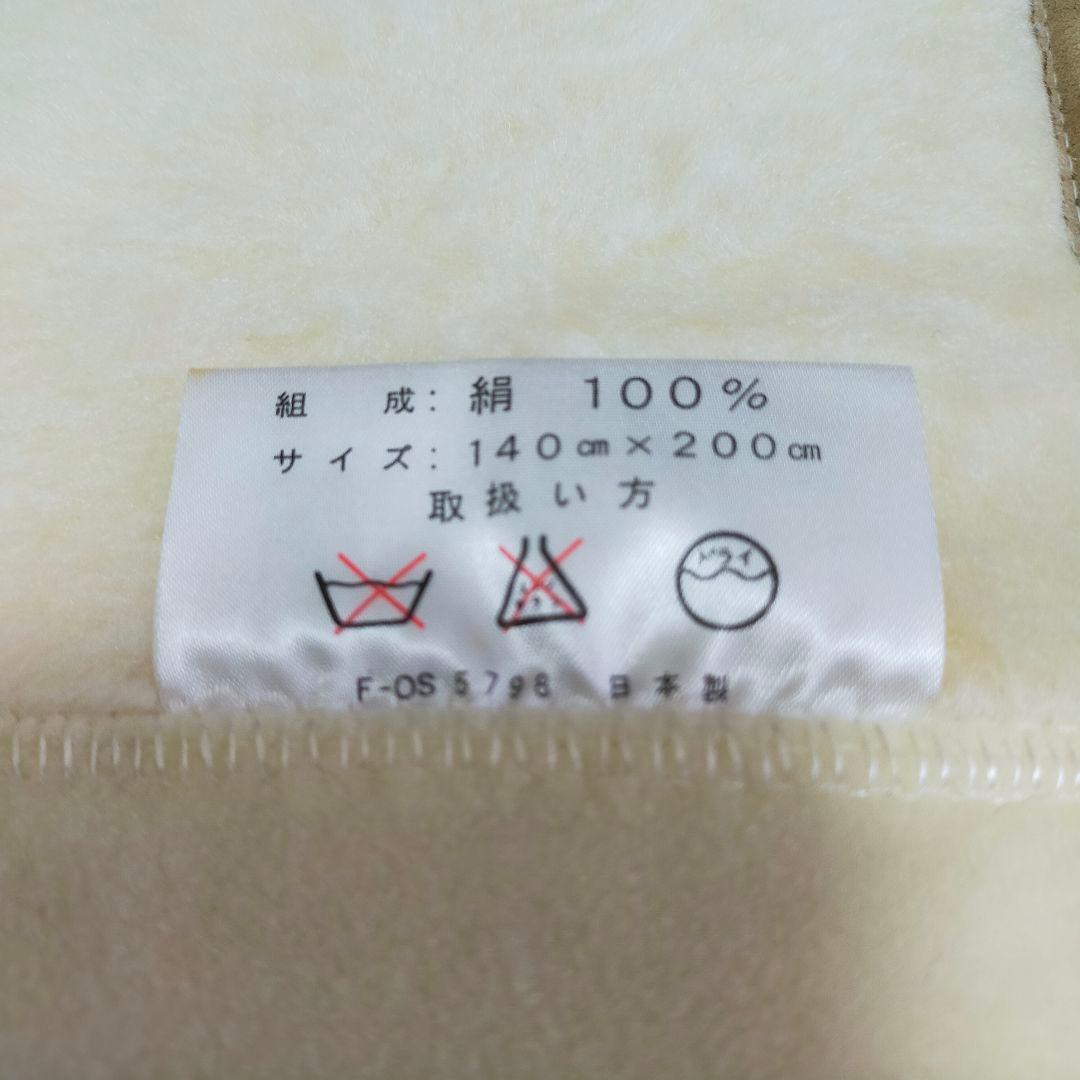 組成: 絹 100%
サイズ: 140㎝×200㎝
取扱い方
ドライ
F-OS 5798 日本製